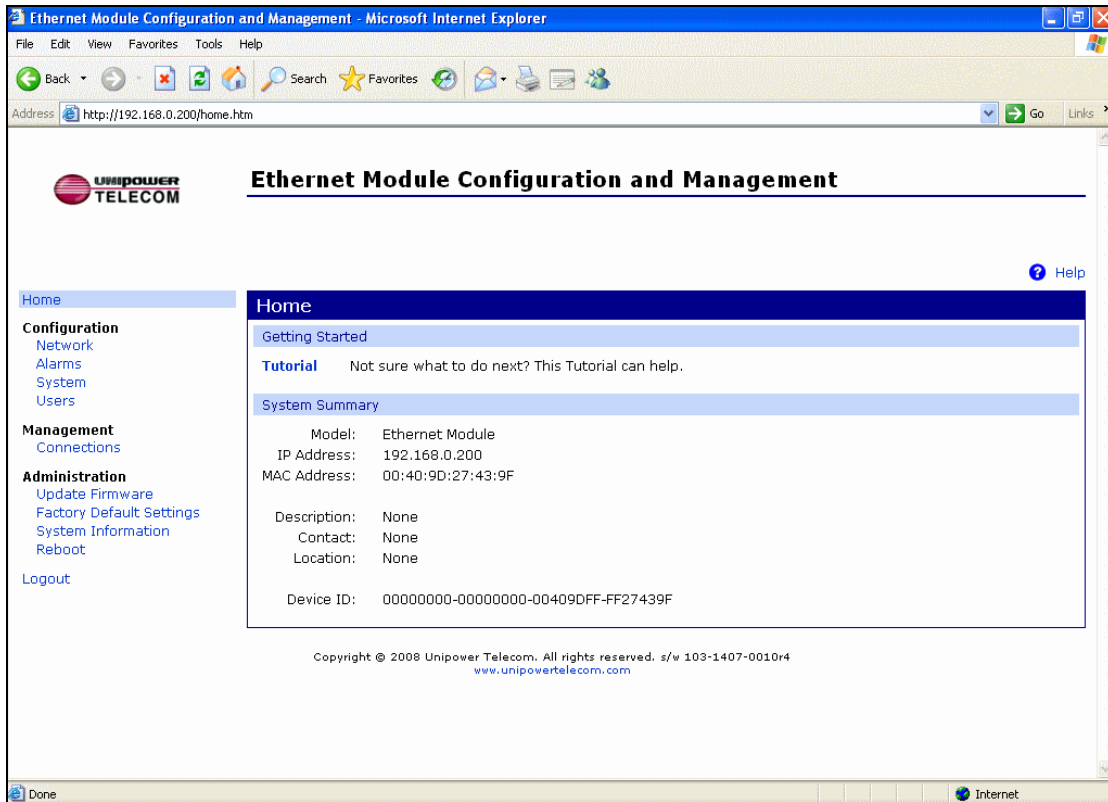 Ethernet Module Configuration and Management - Microsoft Internet Explorer
File Edit View Favorites Tools Help
Back Search Favorites
Address http://192.168.0.200/home.htm Go Links
UNIPOWER
TELECOM
Ethernet Module Configuration and Management
? Help
Home
Configuration
Network
Alarms
System
Users
Management
Connections
Administration
Update Firmware
Factory Default Settings
System Information
Reboot
Logout
Home
Getting Started
Tutorial Not sure what to do next? This Tutorial can help.
System Summary
Model: Ethernet Module
IP Address: 192.168.0.200
MAC Address: 00:40:9D:27:43:9F
Description: None
Contact: None
Location: None
Device ID: 00000000-00000000-00409DFF-FF27439F
Copyright © 2008 Unipower Telecom. All rights reserved. s/w 103-1407-0010r4
www.unipowertelecom.com
Done Internet